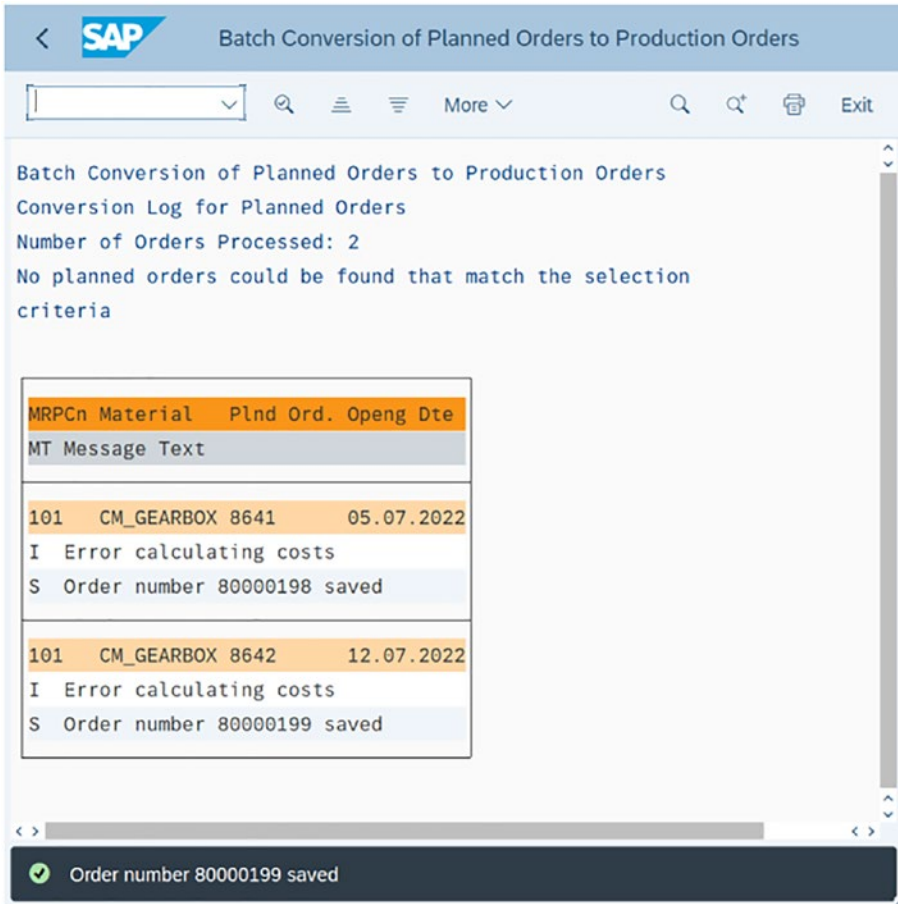 SAP Batch Conversion of Planned Orders to Production Orders
More Exit
Batch Conversion of Planned Orders to Production Orders
Conversion Log for Planned Orders
Number of Orders Processed: 2
No planned orders could be found that match the selection
criteria
MRPCn Material Plnd Ord. Openg Dte
MT Message Text
101 CM_GEARBOX 8641 05.07.2022
I Error calculating costs
S Order number 80000198 saved
101 CM_GEARBOX 8642 12.07.2022
I Error calculating costs
S Order number 80000199 saved
Order number 80000199 saved